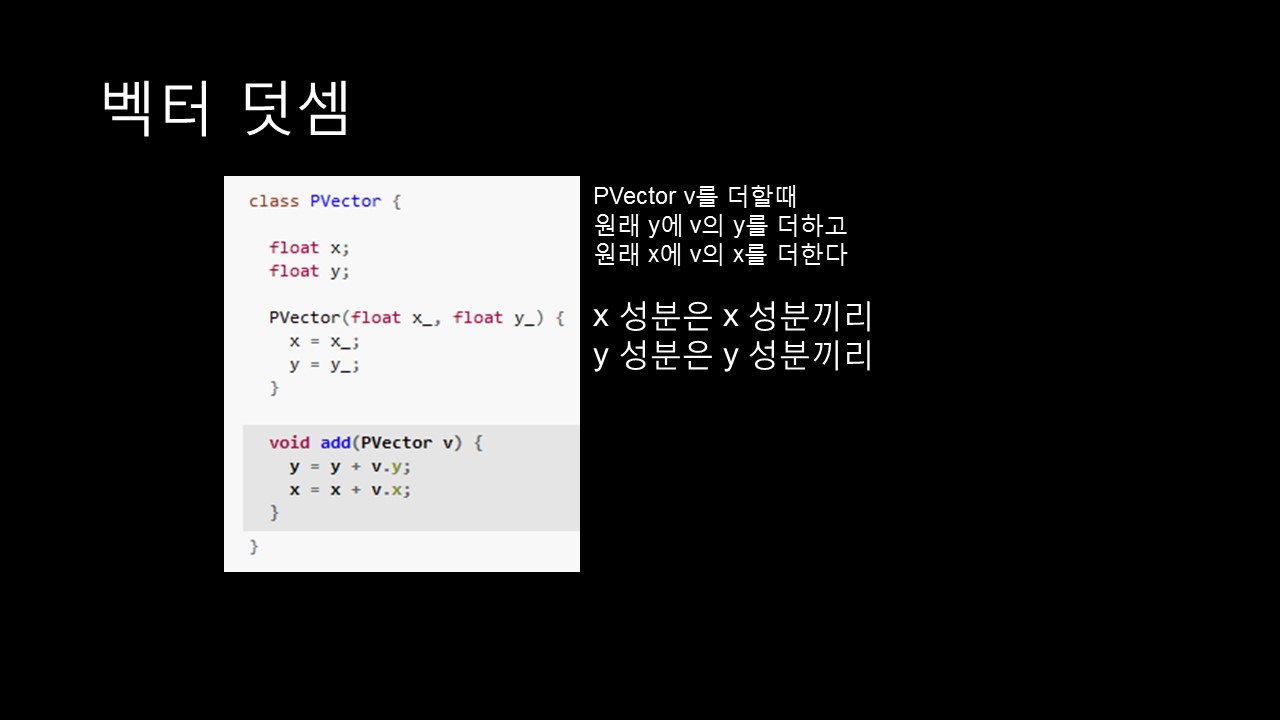 벡터 덧셈
class PVector {
float x;
float y;
PVector(float x_, float y_) {
x = x_;
y = y_;
}
void add(PVector v) {
y = y + v.y;
x = x + v.x;
}
}
PVector v를 더할때
원래 y에 v의 y를 더하고
원래 x에 v의 x를 더한다
x 성분은 x 성분끼리
y 성분은 y 성분끼리